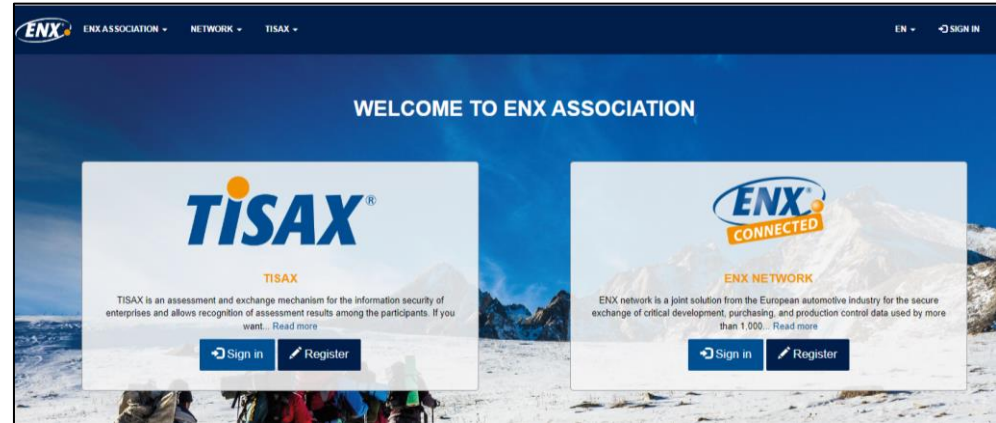 ENX ENX ASSOCIATION NETWORK TISAX EN SIGN IN
WELCOME TO ENX ASSOCIATION
TISAX®
TISAX
TISAX is an assessment and exchange mechanism for the information security of
enterprises and allows recognition of assessment results among the participants. If you
want... Read more
Sign in Register
ENX
CONNECTED
ENX NETWORK
ENX network is a joint solution from the European automotive industry for the secure
exchange of critical development, purchasing, and production control data used by more
than 1,000... Read more
Sign in Register